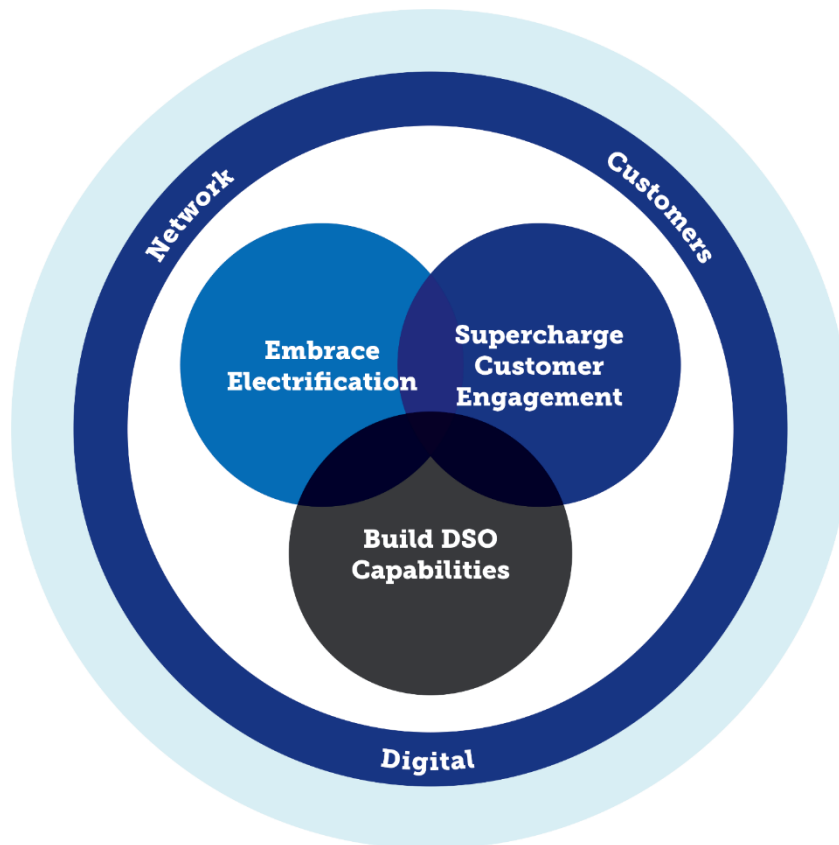 Network
Customers
Embrace
Electrification
Supercharge
Customer
Engagement
Build DSO
Capabilities
Digital